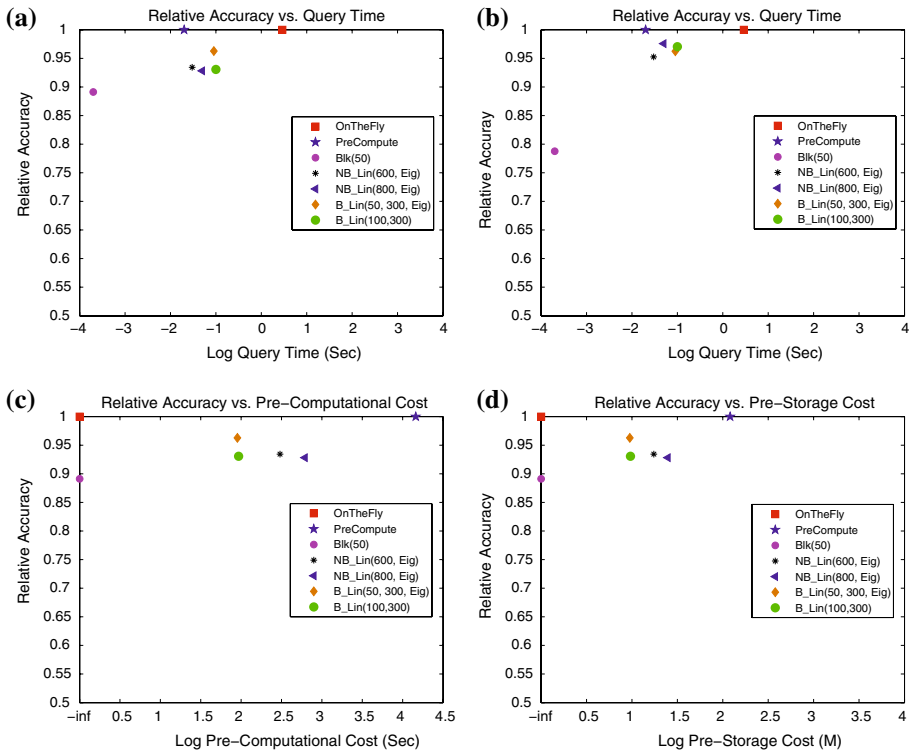 (a)
Relative Accuracy vs. Query Time
Relative Accuracy
1
0.95
0.9
0.85
0.8
0.75
0.7
0.65
0.6
0.55
0.5
OnTheFly
PreCompute
Blk(50)
NB_Lin(600, Eig)
NB_Lin(800, Eig)
B_Lin(50, 300, Eig)
B_Lin(100,300)
−4 −3 −2 −1 0 1 2 3 4
Log Query Time (Sec)
(b)
Relative Accuray vs. Query Time
Relative Accuray
1
0.95
0.9
0.85
0.8
0.75
0.7
0.65
0.6
0.55
0.5
OnTheFly
PreCompute
Blk(50)
NB_Lin(600, Eig)
NB_Lin(800, Eig)
B_Lin(50, 300, Eig)
B_Lin(100,300)
−4 −3 −2 −1 0 1 2 3 4
Log Query Time (Sec)
(c)
Relative Accuracy vs. Pre−Computational Cost
Relative Accuracy
1
0.95
0.9
0.85
0.8
0.75
0.7
0.65
0.6
0.55
0.5
OnTheFly
PreCompute
Blk(50)
NB_Lin(600, Eig)
NB_Lin(800, Eig)
B_Lin(50, 300, Eig)
B_Lin(100,300)
−inf 0.5 1 1.5 2 2.5 3 3.5 4 4.5
Log Pre−Computational Cost (Sec)
(d)
Relative Accuracy vs. Pre−Storage Cost
Relative Accuracy
1
0.95
0.9
0.85
0.8
0.75
0.7
0.65
0.6
0.55
0.5
OnTheFly
PreCompute
Blk(50)
NB_Lin(600, Eig)
NB_Lin(800, Eig)
B_Lin(50, 300, Eig)
B_Lin(100,300)
−inf 0.5 1 1.5 2 2.5 3 3.5 4
Log Pre−Storage Cost (M)